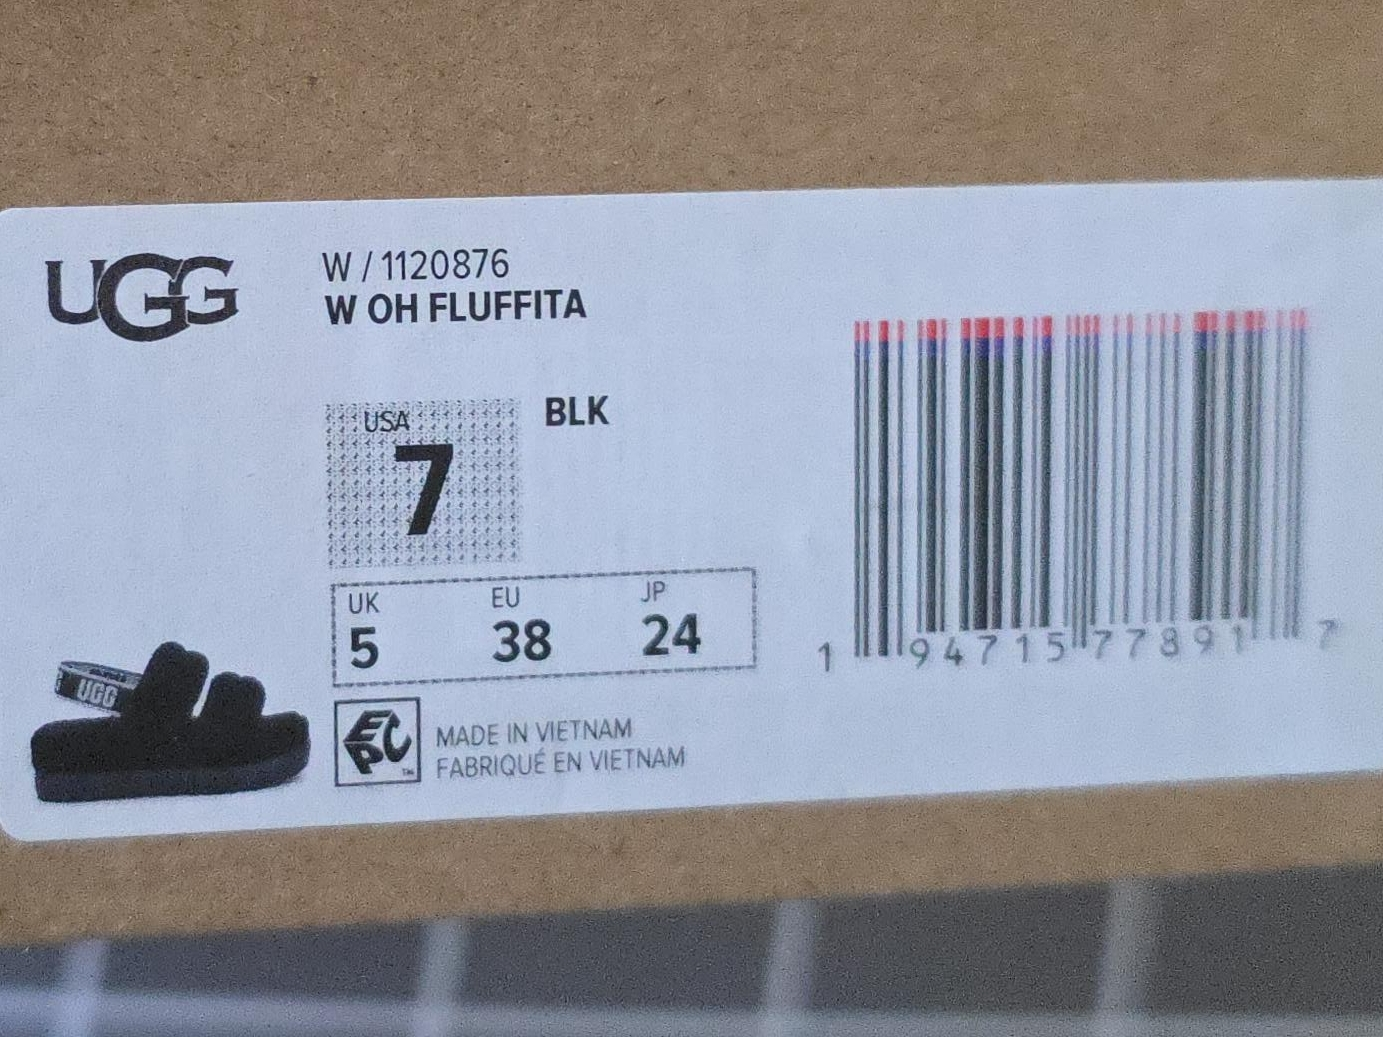 UGG
W / 1120876
W OH FLUFFITA
USA
7
BLK
UK EU JP
5 38 24
UGG
EPC™
MADE IN VIETNAM
FABRIQUÉ EN VIETNAM
1 94715 77891 7